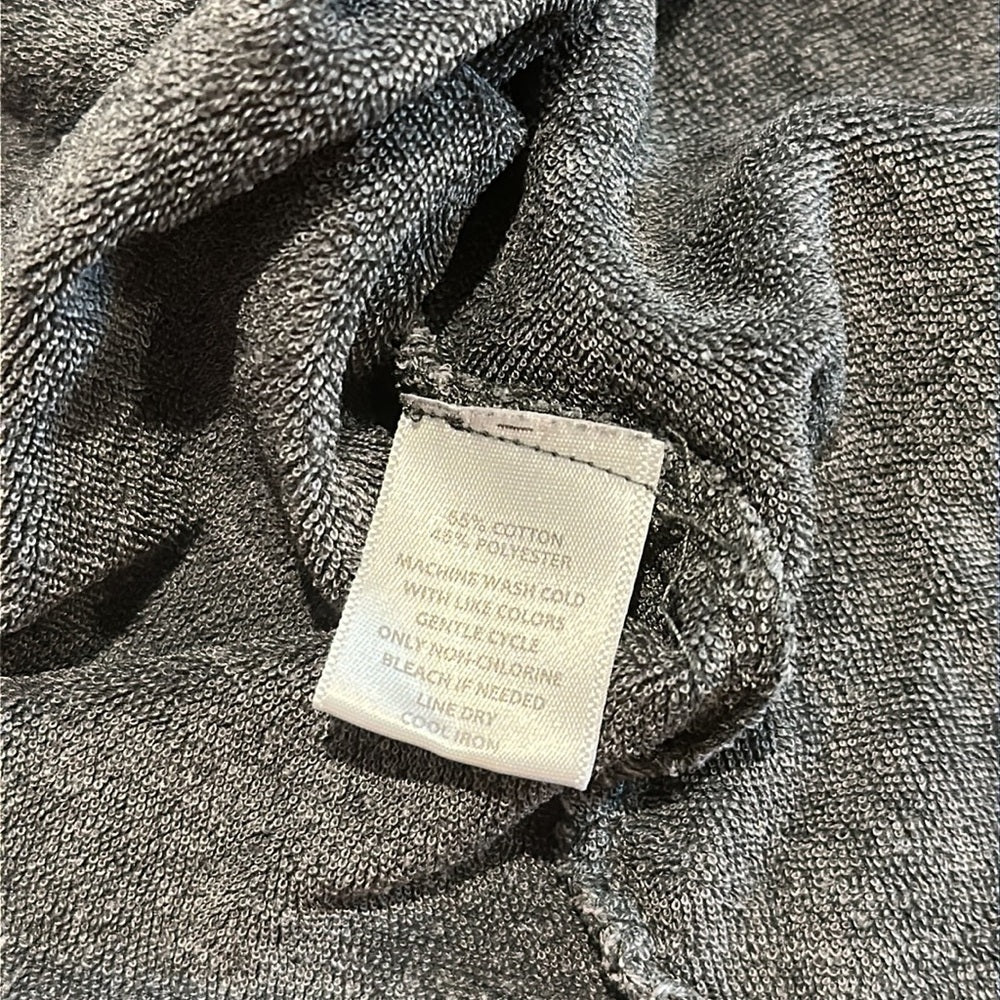 55% COTTON
45% POLYESTER
MACHINE WASH COLD
WITH LIKE COLORS
GENTLE CYCLE
ONLY NON-CHLORINE
BLEACH IF NEEDED
LINE DRY
COOL IRON